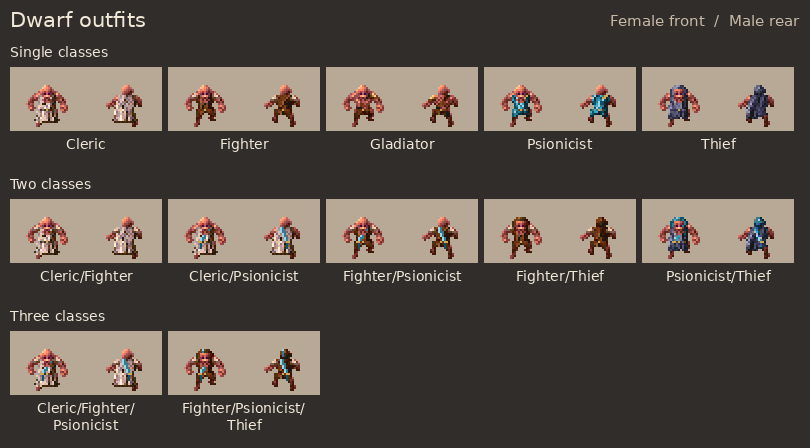 Dwarf outfits
Female front / Male rear
Single classes
Cleric
Fighter
Gladiator
Psionicist
Thief
Two classes
Cleric/Fighter
Cleric/Psionicist
Fighter/Psionicist
Fighter/Thief
Psionicist/Thief
Three classes
Cleric/Fighter/
Psionicist
Fighter/Psionicist/
Thief